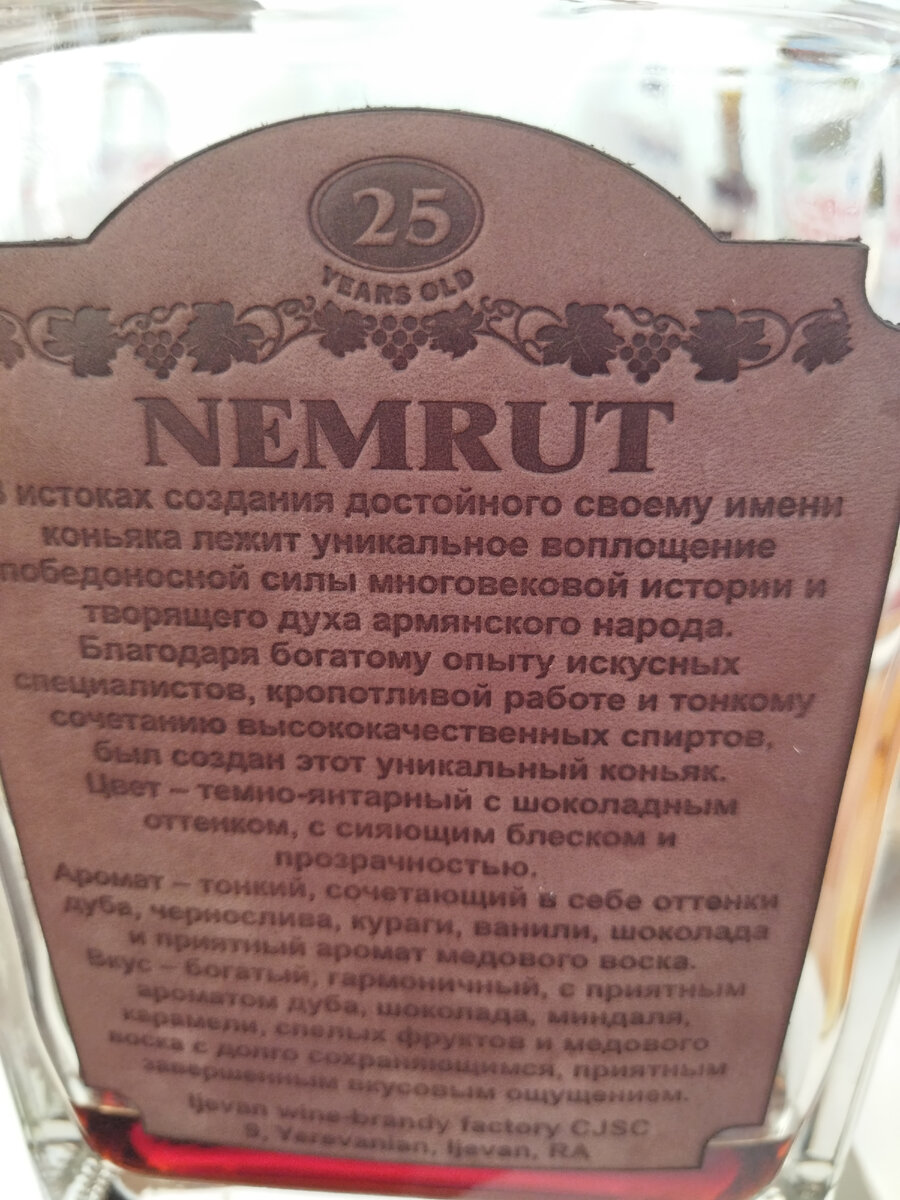 25
YEARS OLD
NEMRUT
В истоках создания достойного своему имени
коньяка лежит уникальное воплощение
победоносной силы многовековой истории и
творящего духа армянского народа.
Благодаря богатому опыту искусных
специалистов, кропотливой работе и тонкому
сочетанию высококачественных спиртов,
был создан этот уникальный коньяк.
Цвет – темно-янтарный с шоколадным
оттенком, с сияющим блеском и
прозрачностью.
Аромат – тонкий, сочетающий в себе оттенки
дуба, чернослива, кураги, ванили, шоколада
и приятный аромат медового воска.
Вкус – богатый, гармоничный, с приятным
ароматом дуба, шоколада, миндаля,
карамели, спелых фруктов и медового
воска с долго сохраняющимся, приятным
завершенным вкусовым ощущением.
Ijevan wine-brandy factory CJSC
9, Yerevanian, Ijevan, RA